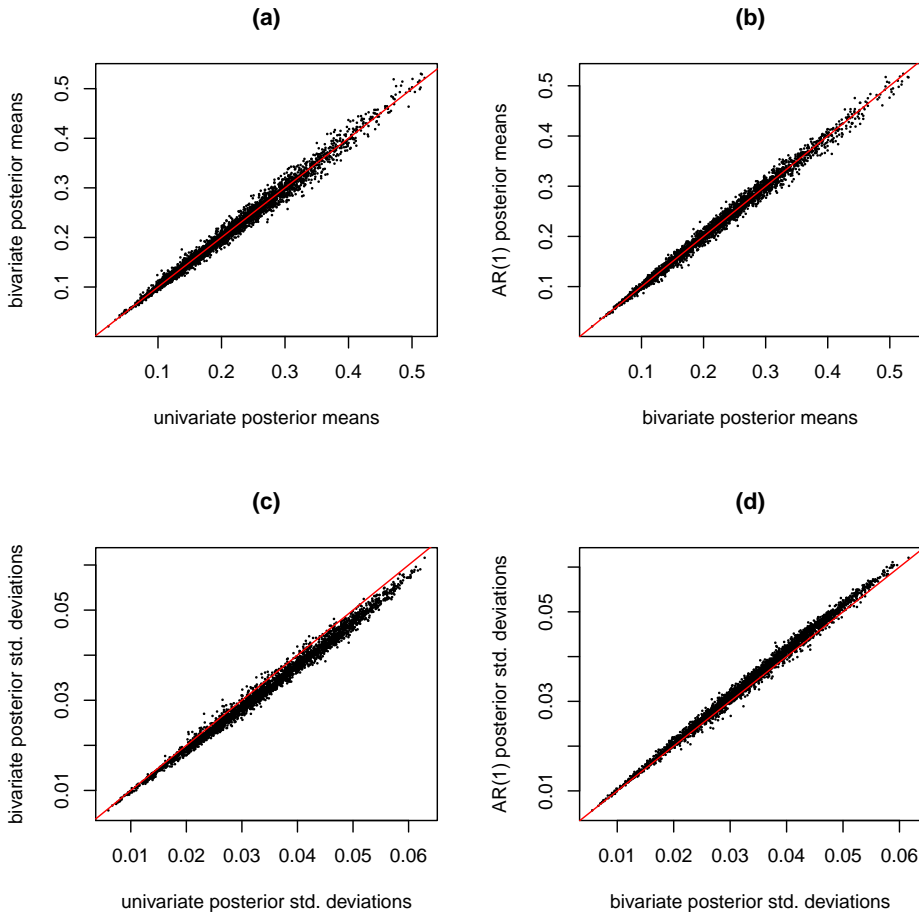 (a)
bivariate posterior means
0.1 0.2 0.3 0.4 0.5
0.1 0.2 0.3 0.4 0.5
univariate posterior means
(b)
AR(1) posterior means
0.1 0.2 0.3 0.4 0.5
0.1 0.2 0.3 0.4 0.5
bivariate posterior means
(c)
bivariate posterior std. deviations
0.01 0.03 0.05
0.01 0.02 0.03 0.04 0.05 0.06
univariate posterior std. deviations
(d)
AR(1) posterior std. deviations
0.01 0.03 0.05
0.01 0.02 0.03 0.04 0.05 0.06
bivariate posterior std. deviations